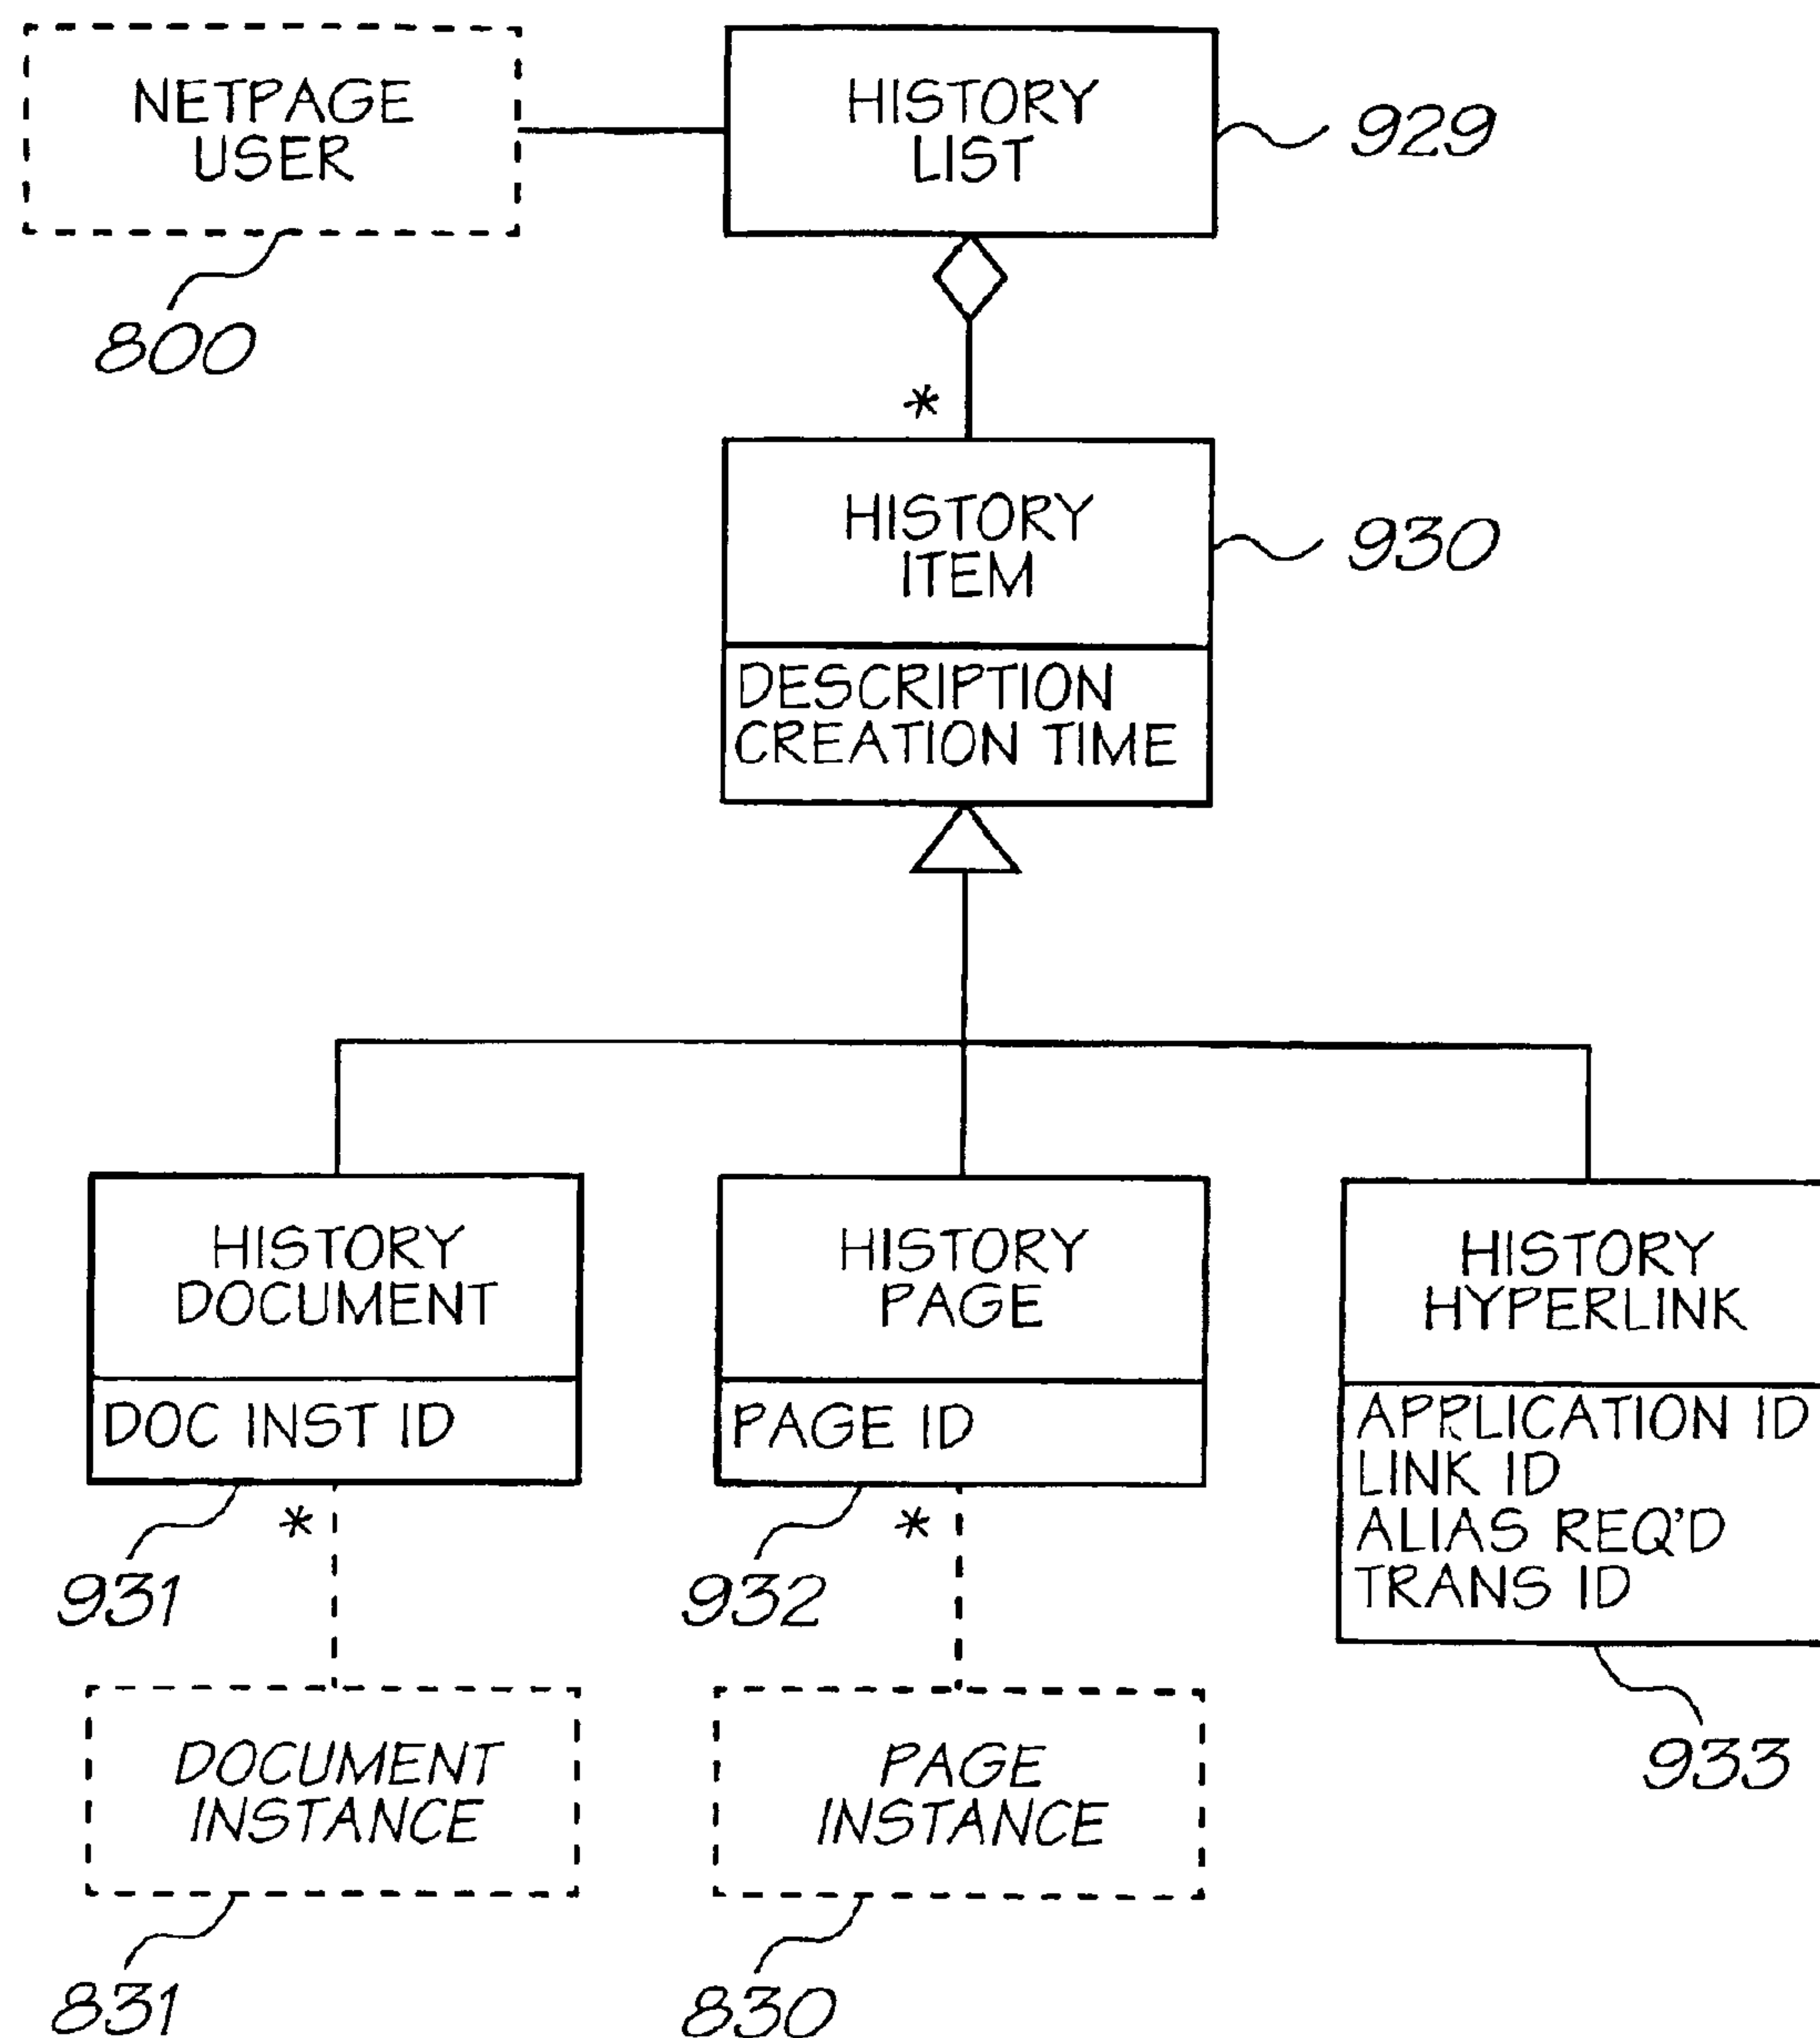 NETPAGE
USER
800
HISTORY
LIST
929
*
HISTORY
ITEM
930
DESCRIPTION
CREATION TIME
HISTORY
DOCUMENT
DOC INST ID
931
*
HISTORY
PAGE
PAGE ID
932
*
HISTORY
HYPERLINK
APPLICATION ID
LINK ID
ALIAS REQ'D
TRANS ID
933
DOCUMENT
INSTANCE
831
PAGE
INSTANCE
830